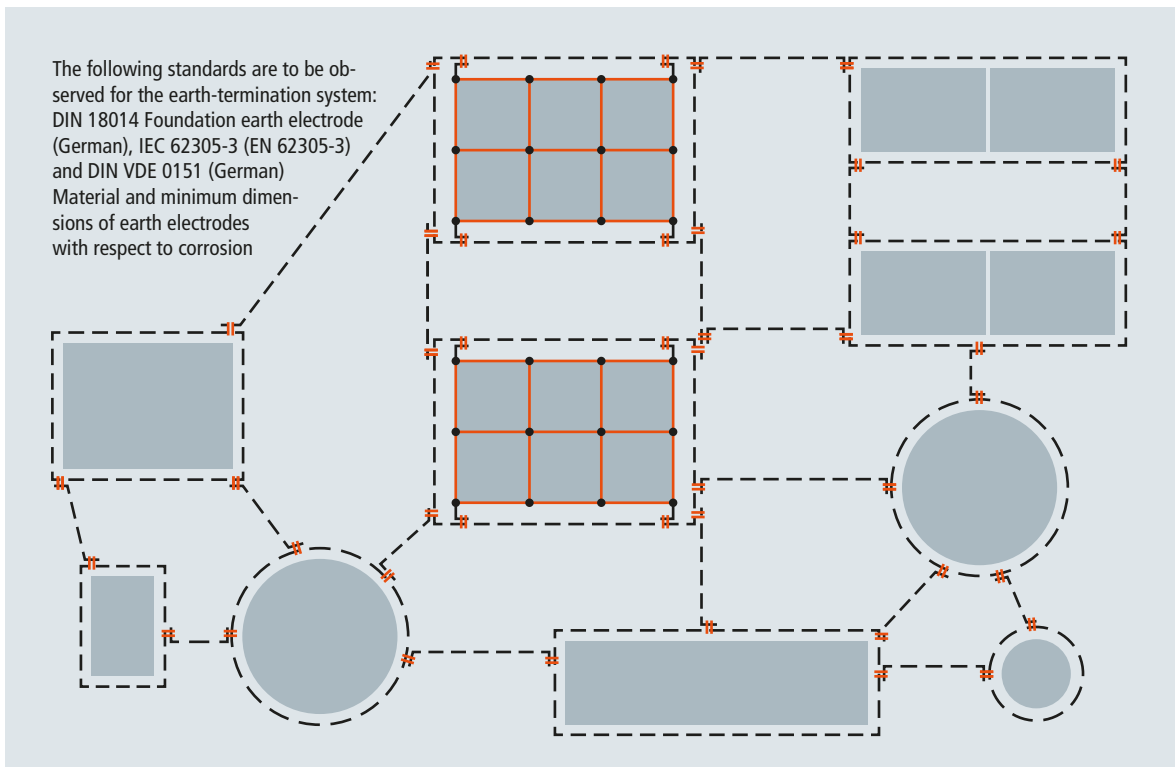 The following standards are to be ob-
served for the earth-termination system:
DIN 18014 Foundation earth electrode
(German), IEC 62305-3 (EN 62305-3)
and DIN VDE 0151 (German)
Material and minimum dimen-
sions of earth electrodes
with respect to corrosion